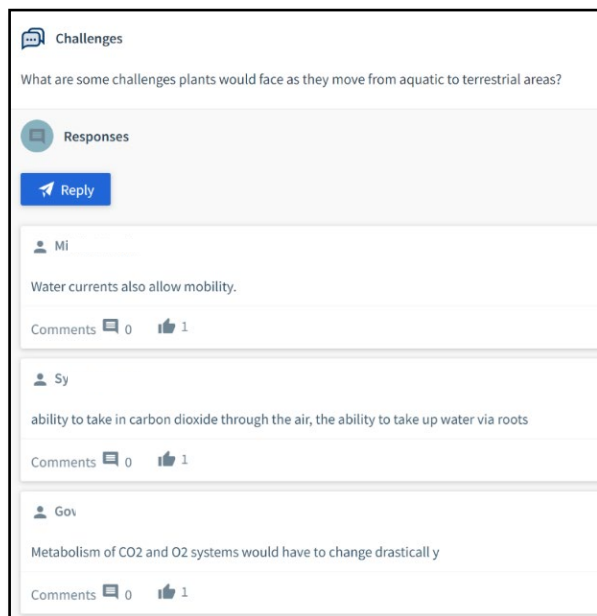 Challenges
What are some challenges plants would face as they move from aquatic to terrestrial areas?
Responses
Reply
Mi
Water currents also allow mobility.
Comments 0 1
Sy
ability to take in carbon dioxide through the air, the ability to take up water via roots
Comments 0 1
Gov
Metabolism of CO2 and O2 systems would have to change drasticall y
Comments 0 1